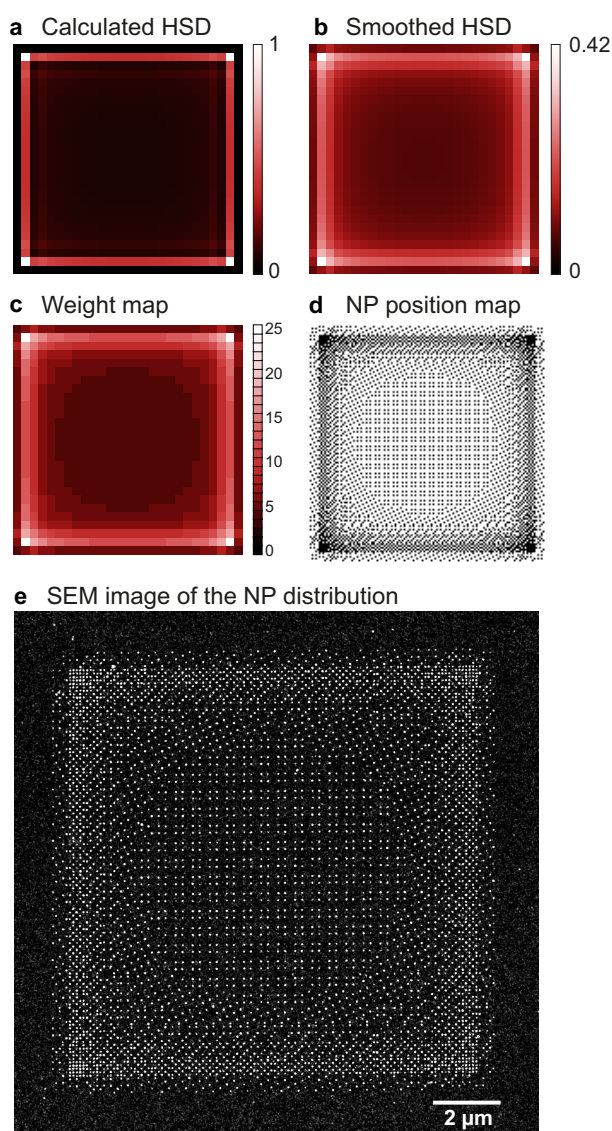 a Calculated HSD
1
0
b Smoothed HSD
0.42
0
c Weight map
25
20
15
10
5
0
d NP position map
e SEM image of the NP distribution
2 µm